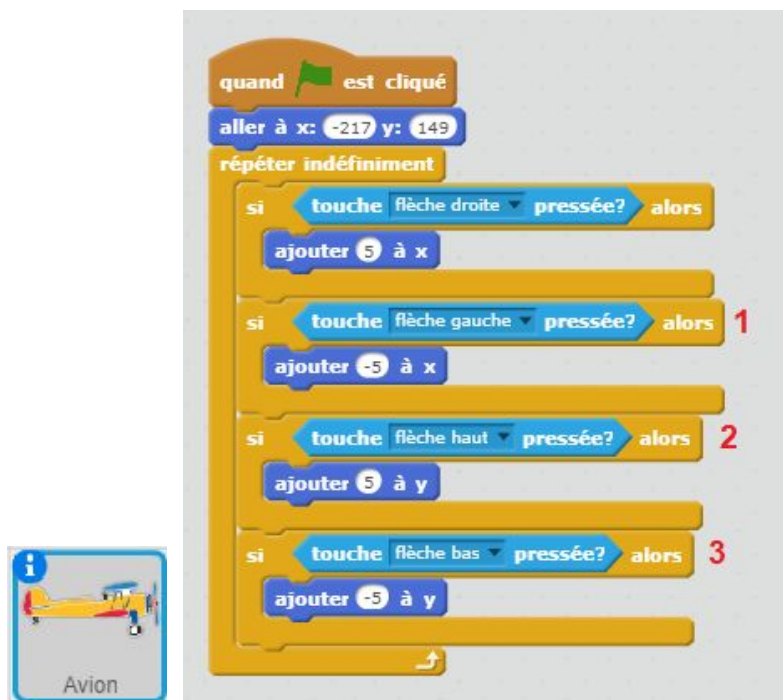 quand est cliqué
aller à x: -217 y: 149
répéter indéfiniment
si touche flèche droite pressée? alors
ajouter 5 à x
si touche flèche gauche pressée? alors 1
ajouter -5 à x
si touche flèche haut pressée? alors 2
ajouter 5 à y
si touche flèche bas pressée? alors 3
ajouter -5 à y
i
Avion